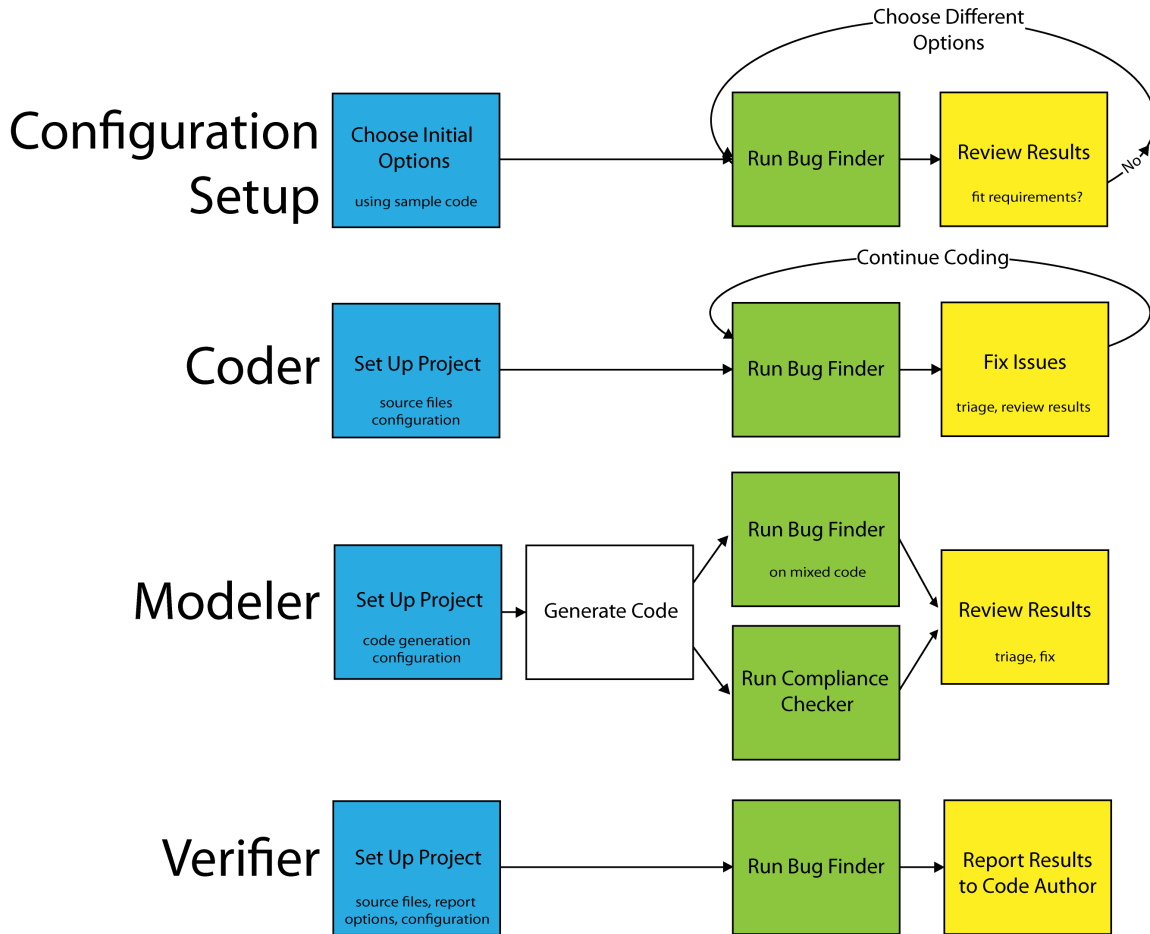 Choose Different
Options
Configuration
Setup
Choose Initial
Options
using sample code
Run Bug Finder
Review Results
fit requirements?
No
Continue Coding
Coder
Set Up Project
source files
configuration
Run Bug Finder
Fix Issues
triage, review results
Modeler
Set Up Project
code generation
configuration
Generate Code
Run Bug Finder
on mixed code
Run Compliance
Checker
Review Results
triage, fix
Verifier
Set Up Project
source files, report
options, configuration
Run Bug Finder
Report Results
to Code Author